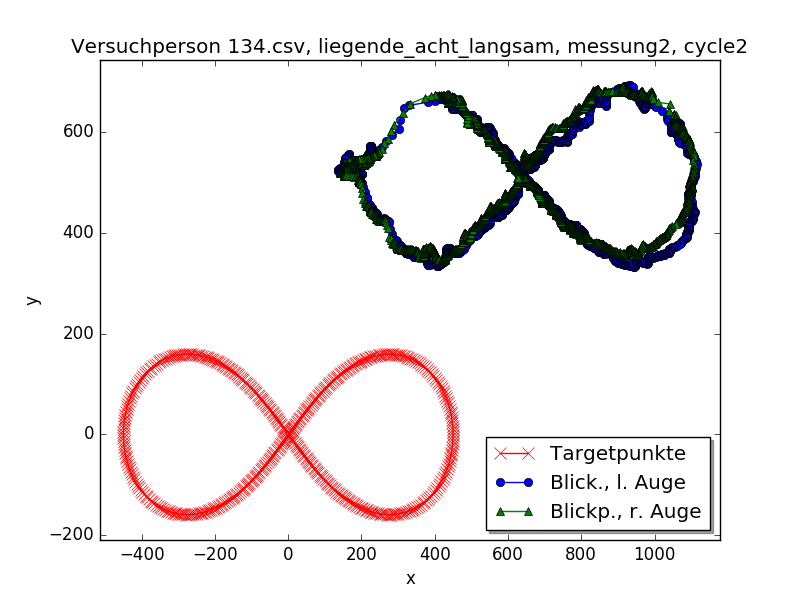 Versuchperson 134.csv, liegende_acht_langsam, messung2, cycle2
y
600
400
200
0
−200
−400
−200
0
200
400
600
800
1000
x
Targetpunkte
Blick., l. Auge
Blickp., r. Auge